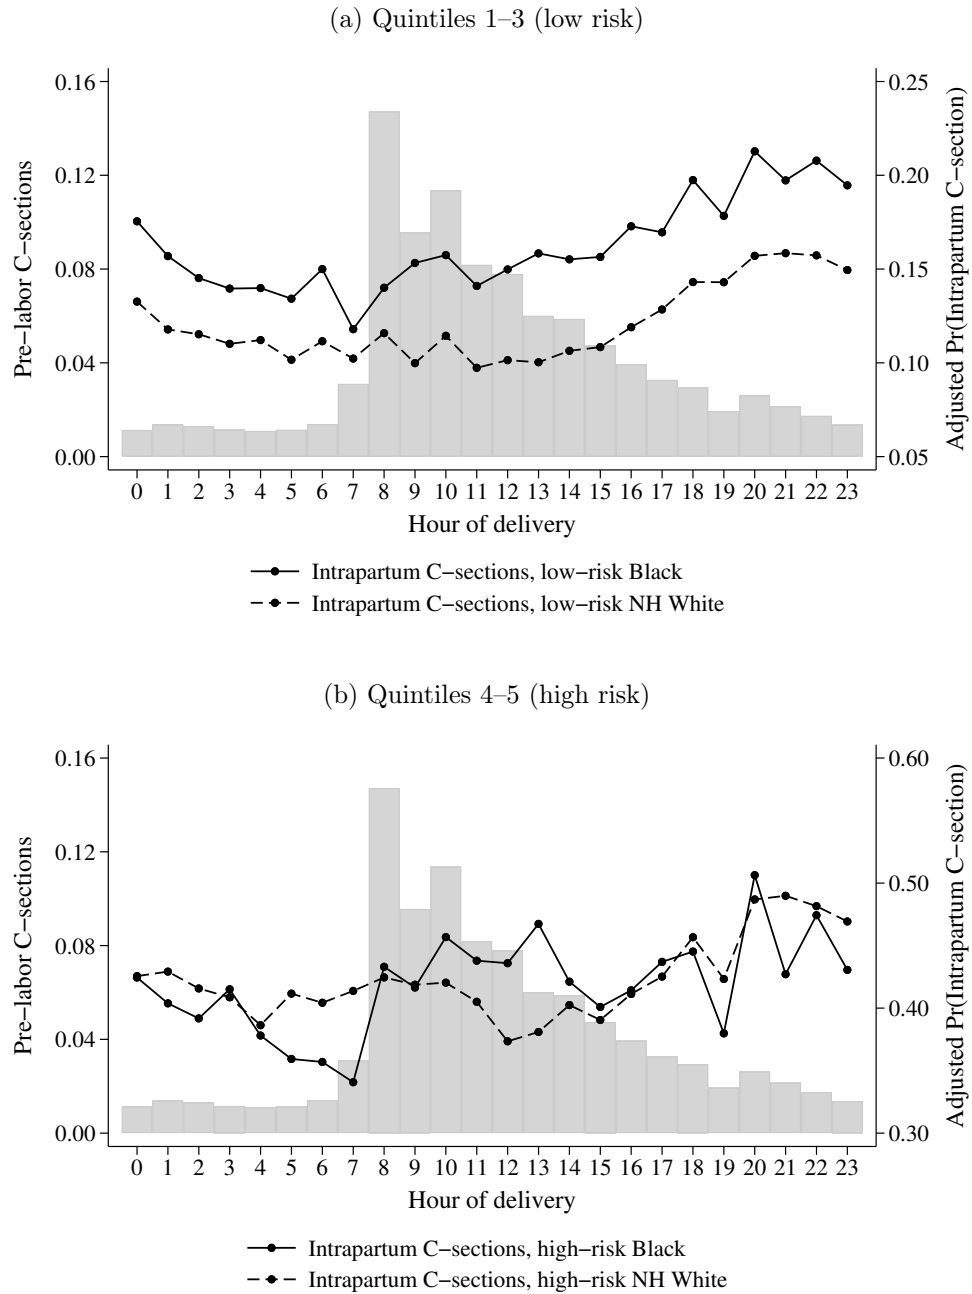 (a) Quintiles 1–3 (low risk)
0.16
0.12
0.08
0.04
0.00
Pre–labor C–sections
0.25
0.20
0.15
0.10
0.05
Adjusted Pr(Intrapartum C–section)
0 1 2 3 4 5 6 7 8 9 10 11 12 13 14 15 16 17 18 19 20 21 22 23
Hour of delivery
Intrapartum C–sections, low–risk Black
Intrapartum C–sections, low–risk NH White
(b) Quintiles 4–5 (high risk)
0.16
0.12
0.08
0.04
0.00
Pre–labor C–sections
0.60
0.50
0.40
0.30
Adjusted Pr(Intrapartum C–section)
0 1 2 3 4 5 6 7 8 9 10 11 12 13 14 15 16 17 18 19 20 21 22 23
Hour of delivery
Intrapartum C–sections, high–risk Black
Intrapartum C–sections, high–risk NH White